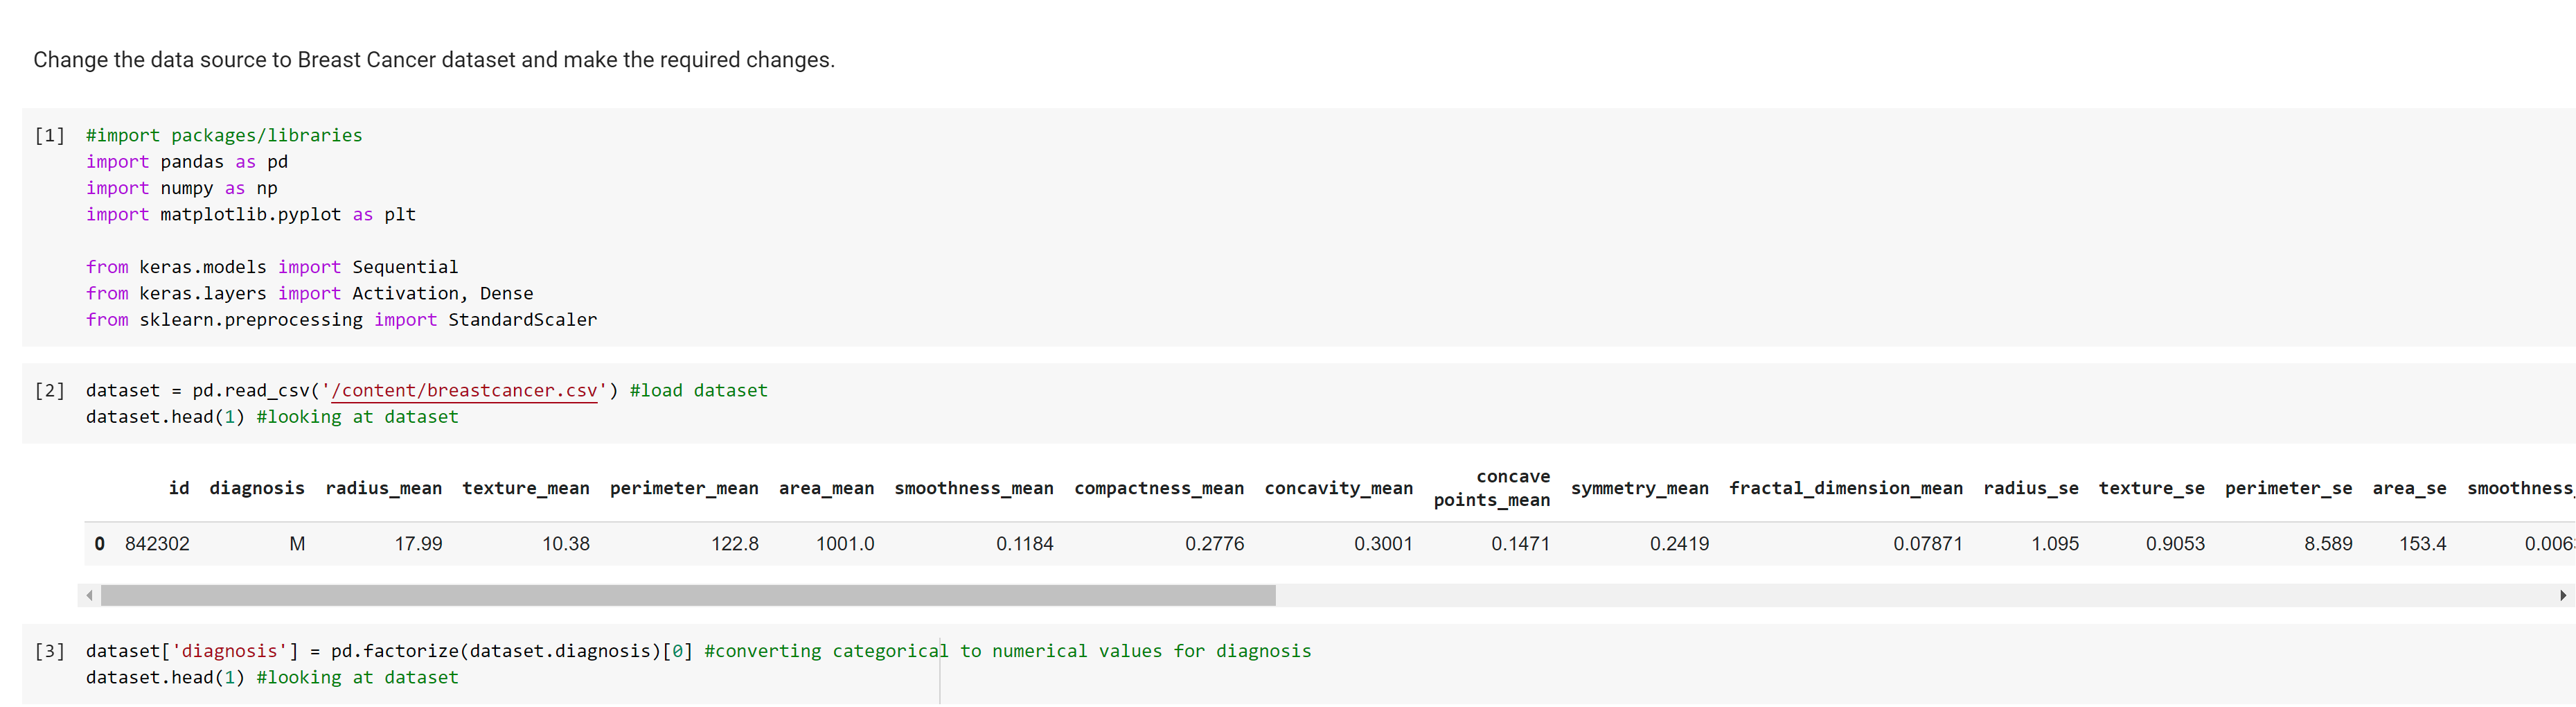 Change the data source to Breast Cancer dataset and make the required changes.
[1] #import packages/libraries
import pandas as pd
import numpy as np
import matplotlib.pyplot as plt
from keras.models import Sequential
from keras.layers import Activation, Dense
from sklearn.preprocessing import StandardScaler
[2] dataset = pd.read_csv('/content/breastcancer.csv') #load dataset
dataset.head(1) #looking at dataset
id diagnosis radius_mean texture_mean perimeter_mean area_mean smoothness_mean compactness_mean concavity_mean concave points_mean symmetry_mean fractal_dimension_mean radius_se texture_se perimeter_se area_se smoothness_
0 842302 M 17.99 10.38 122.8 1001.0 0.1184 0.2776 0.3001 0.1471 0.2419 0.07871 1.095 0.9053 8.589 153.4 0.006
[3] dataset['diagnosis'] = pd.factorize(dataset.diagnosis)[0] #converting categorical to numerical values for diagnosis
dataset.head(1) #looking at dataset